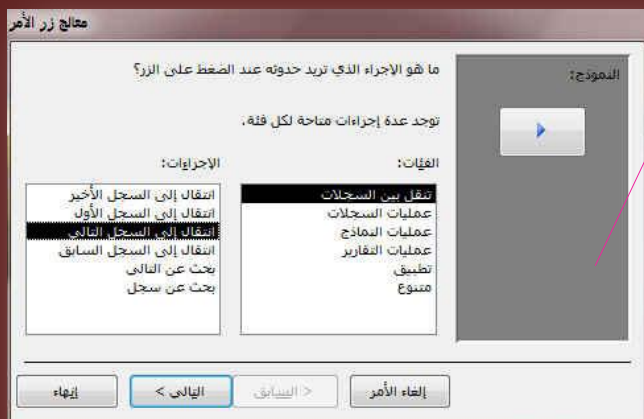 معالج زر الأمر
ما هو الإجراء الذي تريد حدوثه عند الضغط على الزر؟
النموذج:
توجد عدة إجراءات متاحة لكل فئة.
الفئات:
تنقل بين السجلات
عمليات السجلات
عمليات النماذج
عمليات التقارير
تطبيق
متنوع
الإجراءات:
انتقال إلى السجل الأخير
انتقال إلى السجل الأول
انتقال إلى السجل التالي
انتقال إلى السجل السابق
بحث عن التالي
بحث عن سجل
إلغاء الأمر
< السابق
التالي >
إنهاء